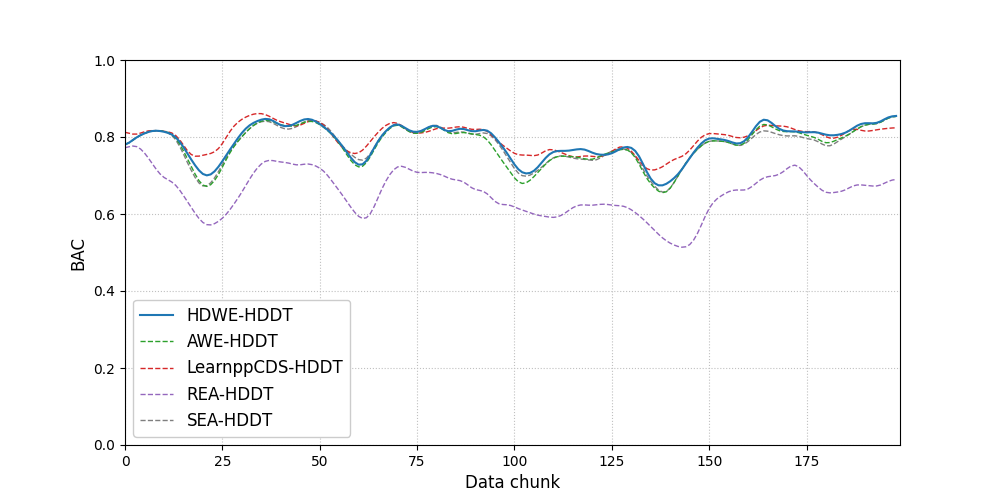 1.0
0.8
0.6
0.4
0.2
0.0
BAC
HDWE-HDDT
AWE-HDDT
LearnppCDS-HDDT
REA-HDDT
SEA-HDDT
0 25 50 75 100 125 150 175
Data chunk